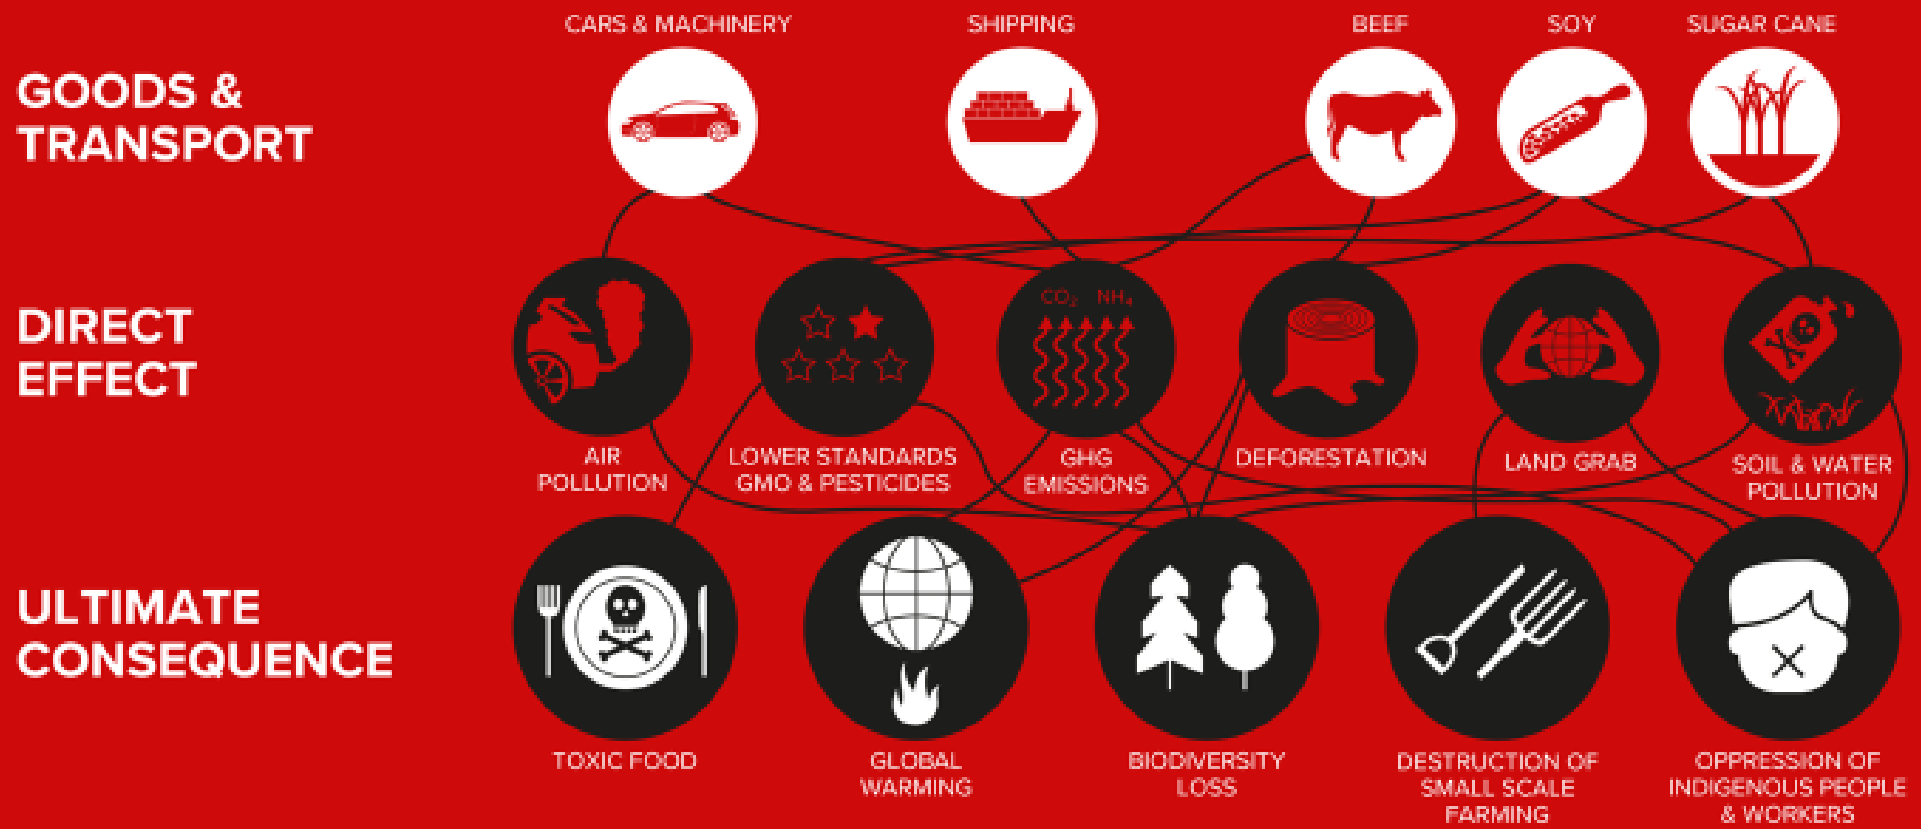 CARS & MACHINERY
SHIPPING
BEEF
SOY
SUGAR CANE
GOODS &
TRANSPORT
CO₂ NH₄
DIRECT
EFFECT
AIR
POLLUTION
LOWER STANDARDS
GMO & PESTICIDES
GHG
EMISSIONS
DEFORESTATION
LAND GRAB
SOIL & WATER
POLLUTION
ULTIMATE
CONSEQUENCE
TOXIC FOOD
GLOBAL
WARMING
BIODIVERSITY
LOSS
DESTRUCTION OF
SMALL SCALE
FARMING
OPPRESSION OF
INDIGENOUS PEOPLE
& WORKERS